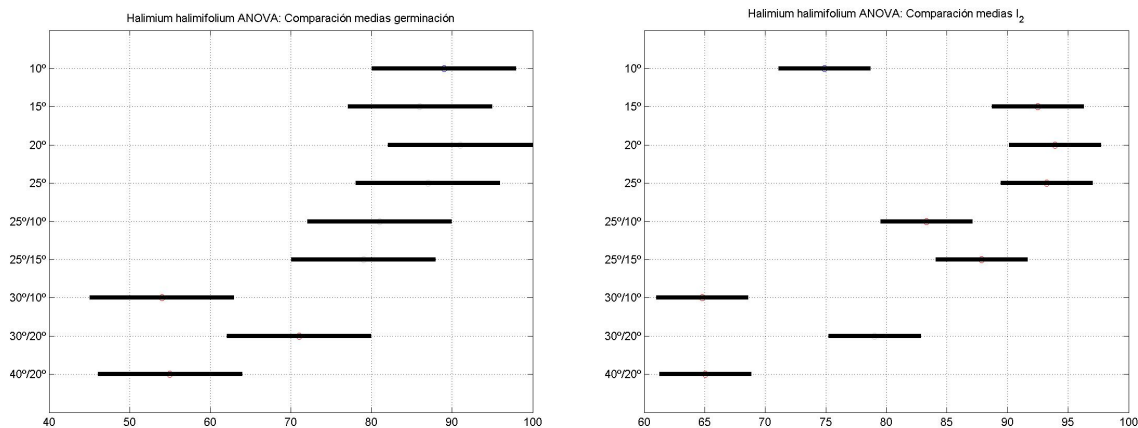 Halimium halimifolium ANOVA: Comparación medias germinación
10º
15º
20º
25º
25º/10º
25º/15º
30º/10º
30º/20º
40º/20º
40 50 60 70 80 90 100
Halimium halimifolium ANOVA: Comparación medias I2
10º
15º
20º
25º
25º/10º
25º/15º
30º/10º
30º/20º
40º/20º
60 65 70 75 80 85 90 95 100